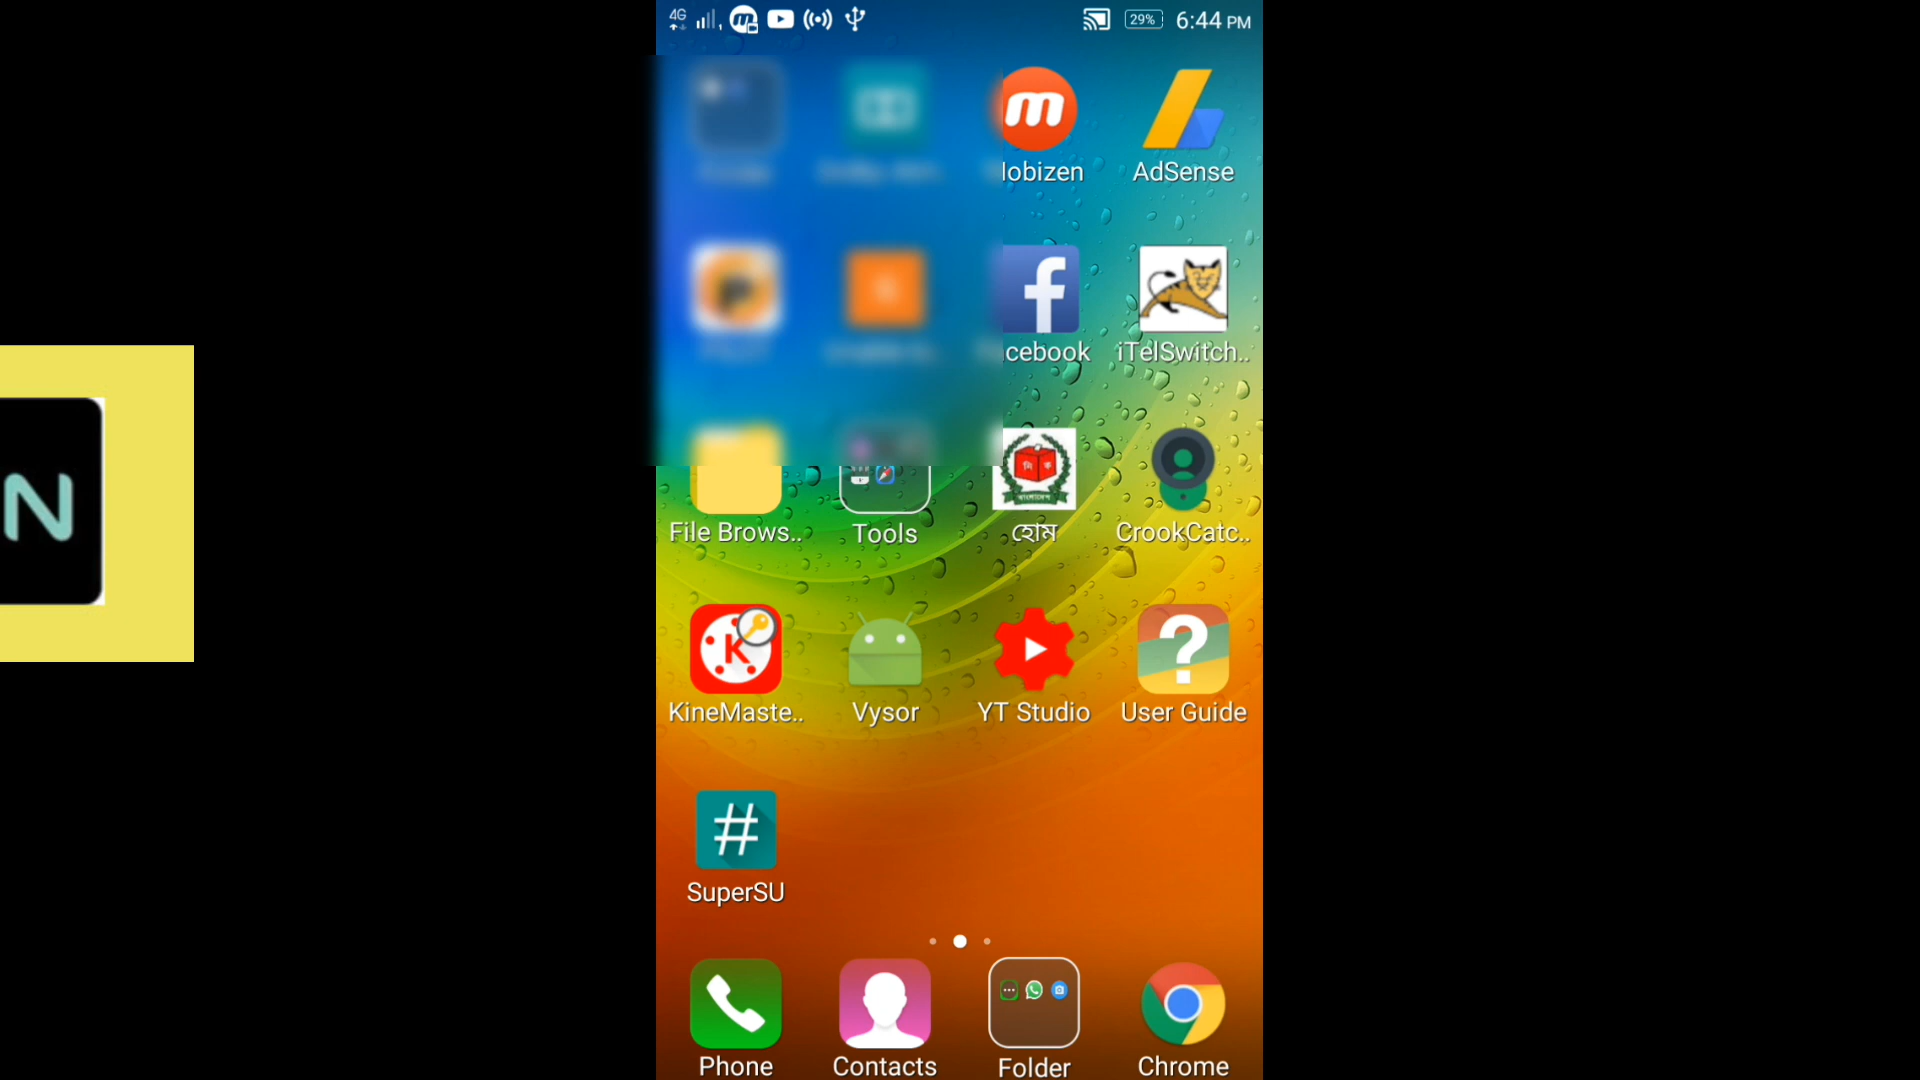 4G 29% 6:44 PM
lobizen AdSense
cebook iTelSwitch..
N
File Brows.. Tools হোম CrookCatc..
KineMaste.. Vysor YT Studio User Guide
SuperSU
Phone Contacts Folder Chrome